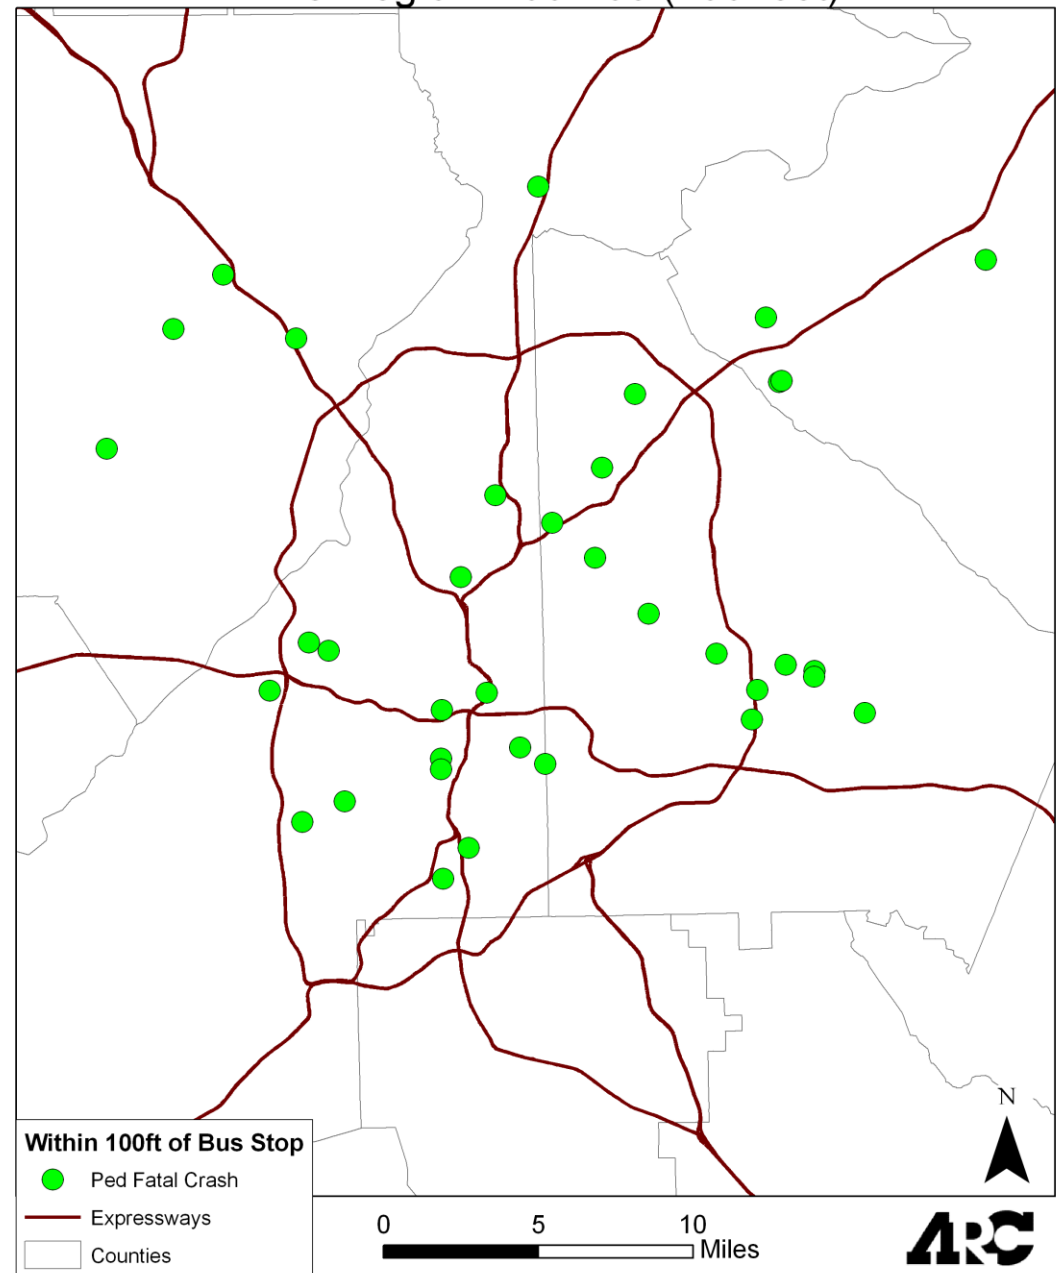 N
Within 100ft of Bus Stop
Ped Fatal Crash
Expressways
Counties
0 5 10
Miles
ARC